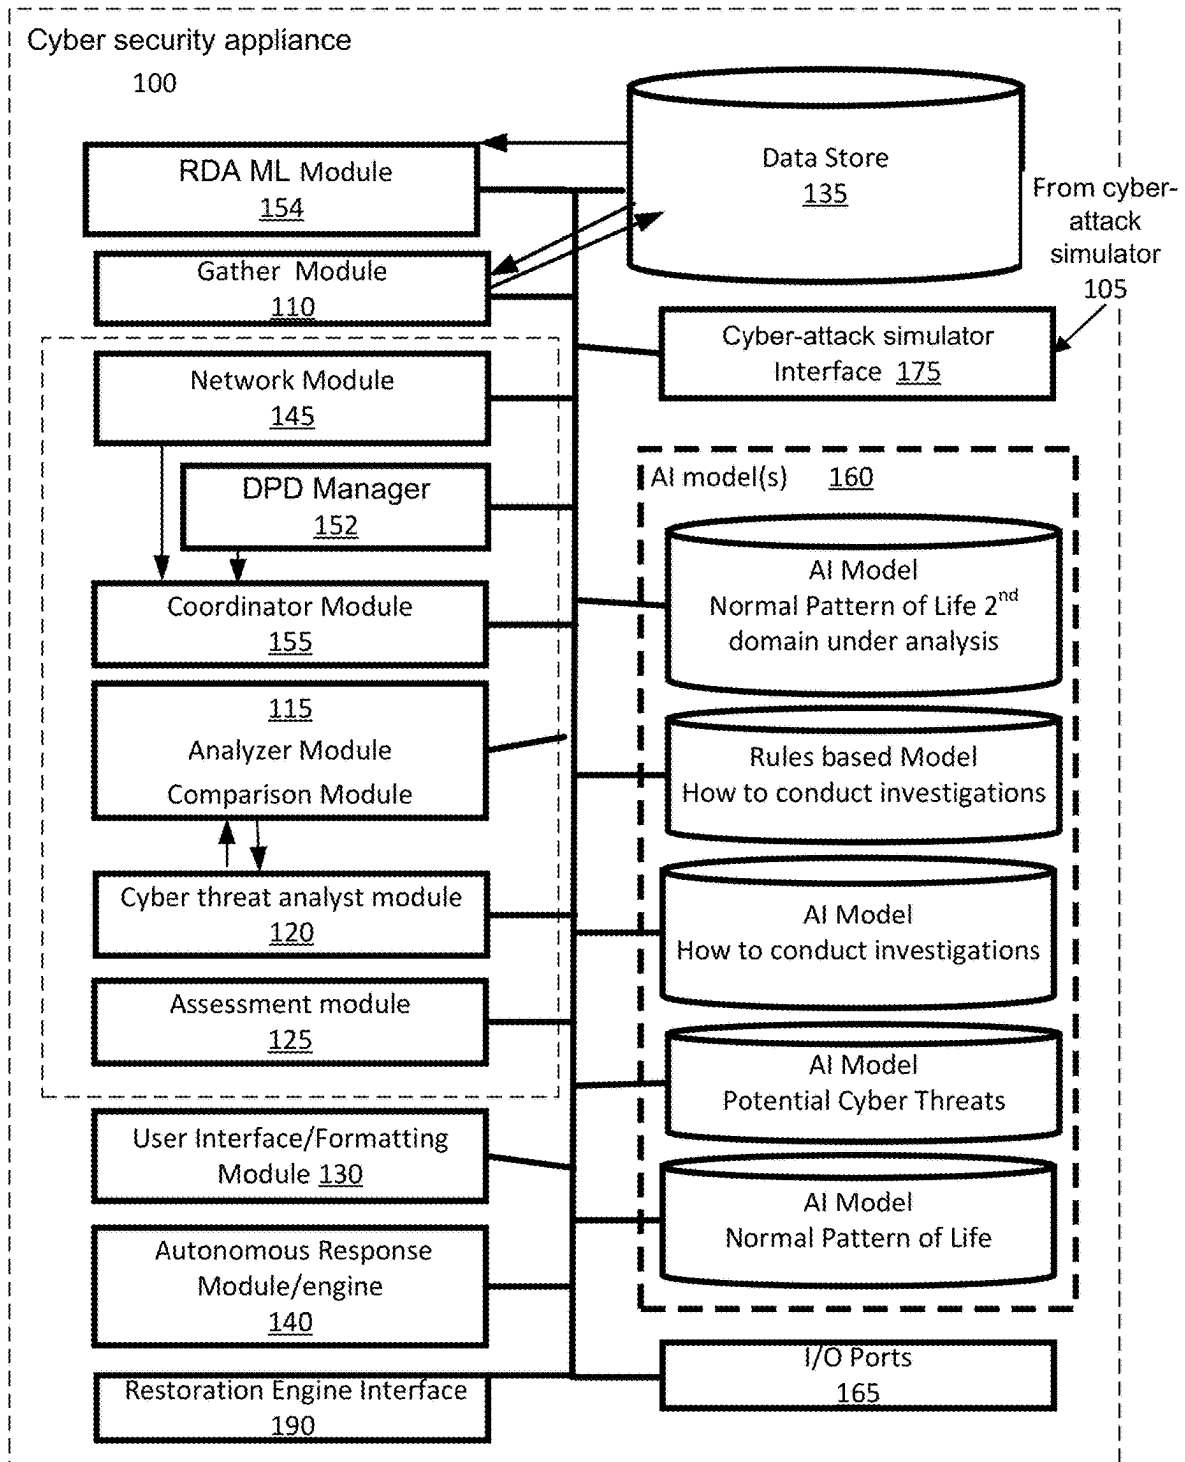 Cyber security appliance
100
RDA ML Module
154
Gather Module
110
Network Module
145
DPD Manager
152
Coordinator Module
155
115
Analyzer Module
Comparison Module
Cyber threat analyst module
120
Assessment module
125
User Interface/Formatting
Module 130
Autonomous Response
Module/engine
140
Restoration Engine Interface
190
Data Store
135
From cyber-
attack
simulator
105
Cyber-attack simulator
Interface 175
AI model(s) 160
AI Model
Normal Pattern of Life 2nd
domain under analysis
Rules based Model
How to conduct investigations
AI Model
How to conduct investigations
AI Model
Potential Cyber Threats
AI Model
Normal Pattern of Life
I/O Ports
165